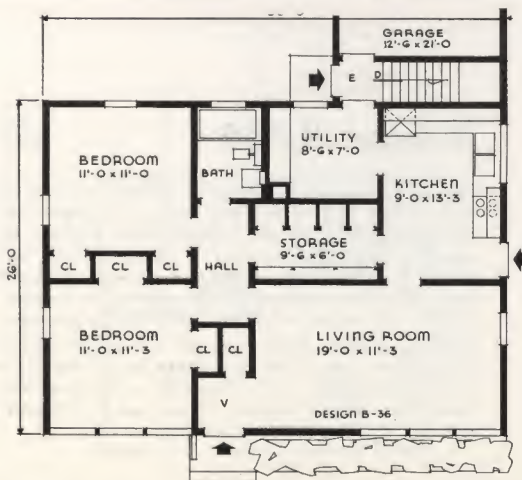 GARAGE
12'-6 x 21'-0
E
D
UTILITY
8'-6 x 7'-0
BEDROOM
11'-0 x 11'-0
BATH
KITCHEN
9'-0 x 13'-3
26'-0
CL
CL
CL
HALL
STORAGE
9'-6 x 6'-0
BEDROOM
11'-0 x 11'-3
CL
CL
LIVING ROOM
19'-0 x 11'-3
V
DESIGN B-36